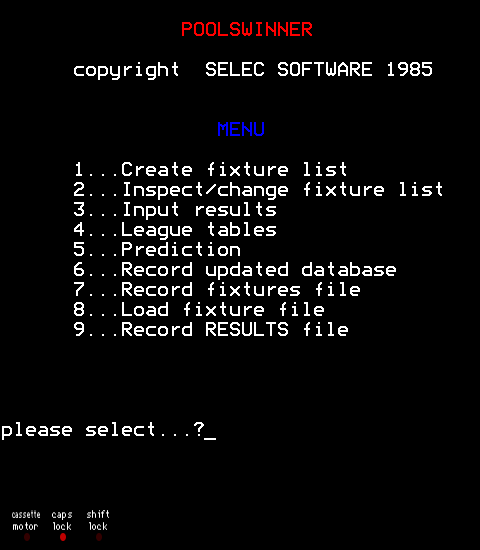 POOLSWINNER
copyright  SELEC SOFTWARE 1985
MENU
1...Create fixture list
2...Inspect/change fixture list
3...Input results
4...League tables
5...Prediction
6...Record updated database
7...Record fixtures file
8...Load fixture file
9...Record RESULTS file
please select...?_
cassette caps shift
motor lock lock